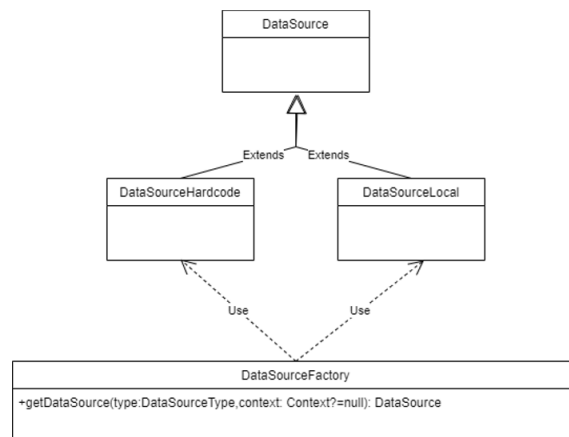 DataSource
Extends
Extends
DataSourceHardcode
DataSourceLocal
Use
Use
DataSourceFactory
+getDataSource(type:DataSourceType,context: Context?=null): DataSource